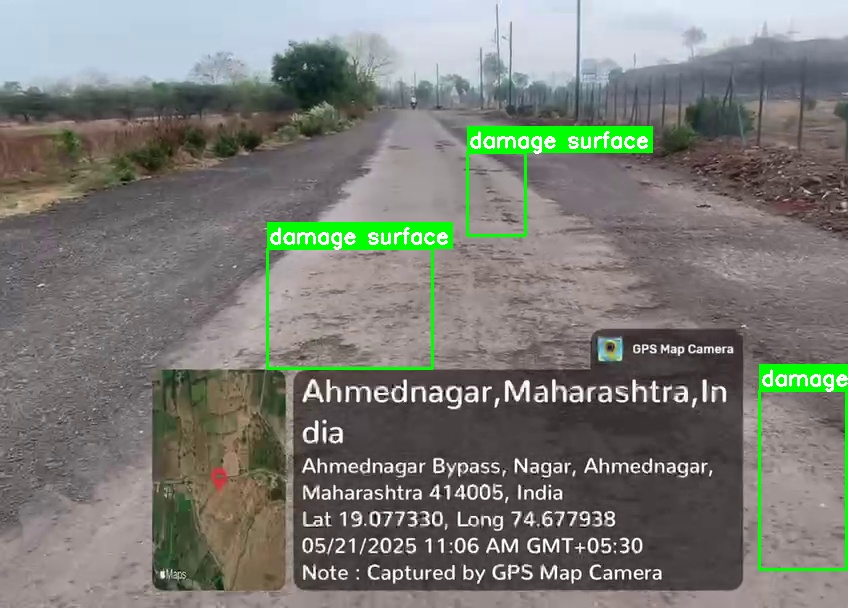 damage surface
damage surface
GPS Map Camera
damage
Ahmednagar,Maharashtra,In
dia
Ahmednagar Bypass, Nagar, Ahmednagar,
Maharashtra 414005, India
Lat 19.077330, Long 74.677938
05/21/2025 11:06 AM GMT+05:30
Note : Captured by GPS Map Camera
Maps